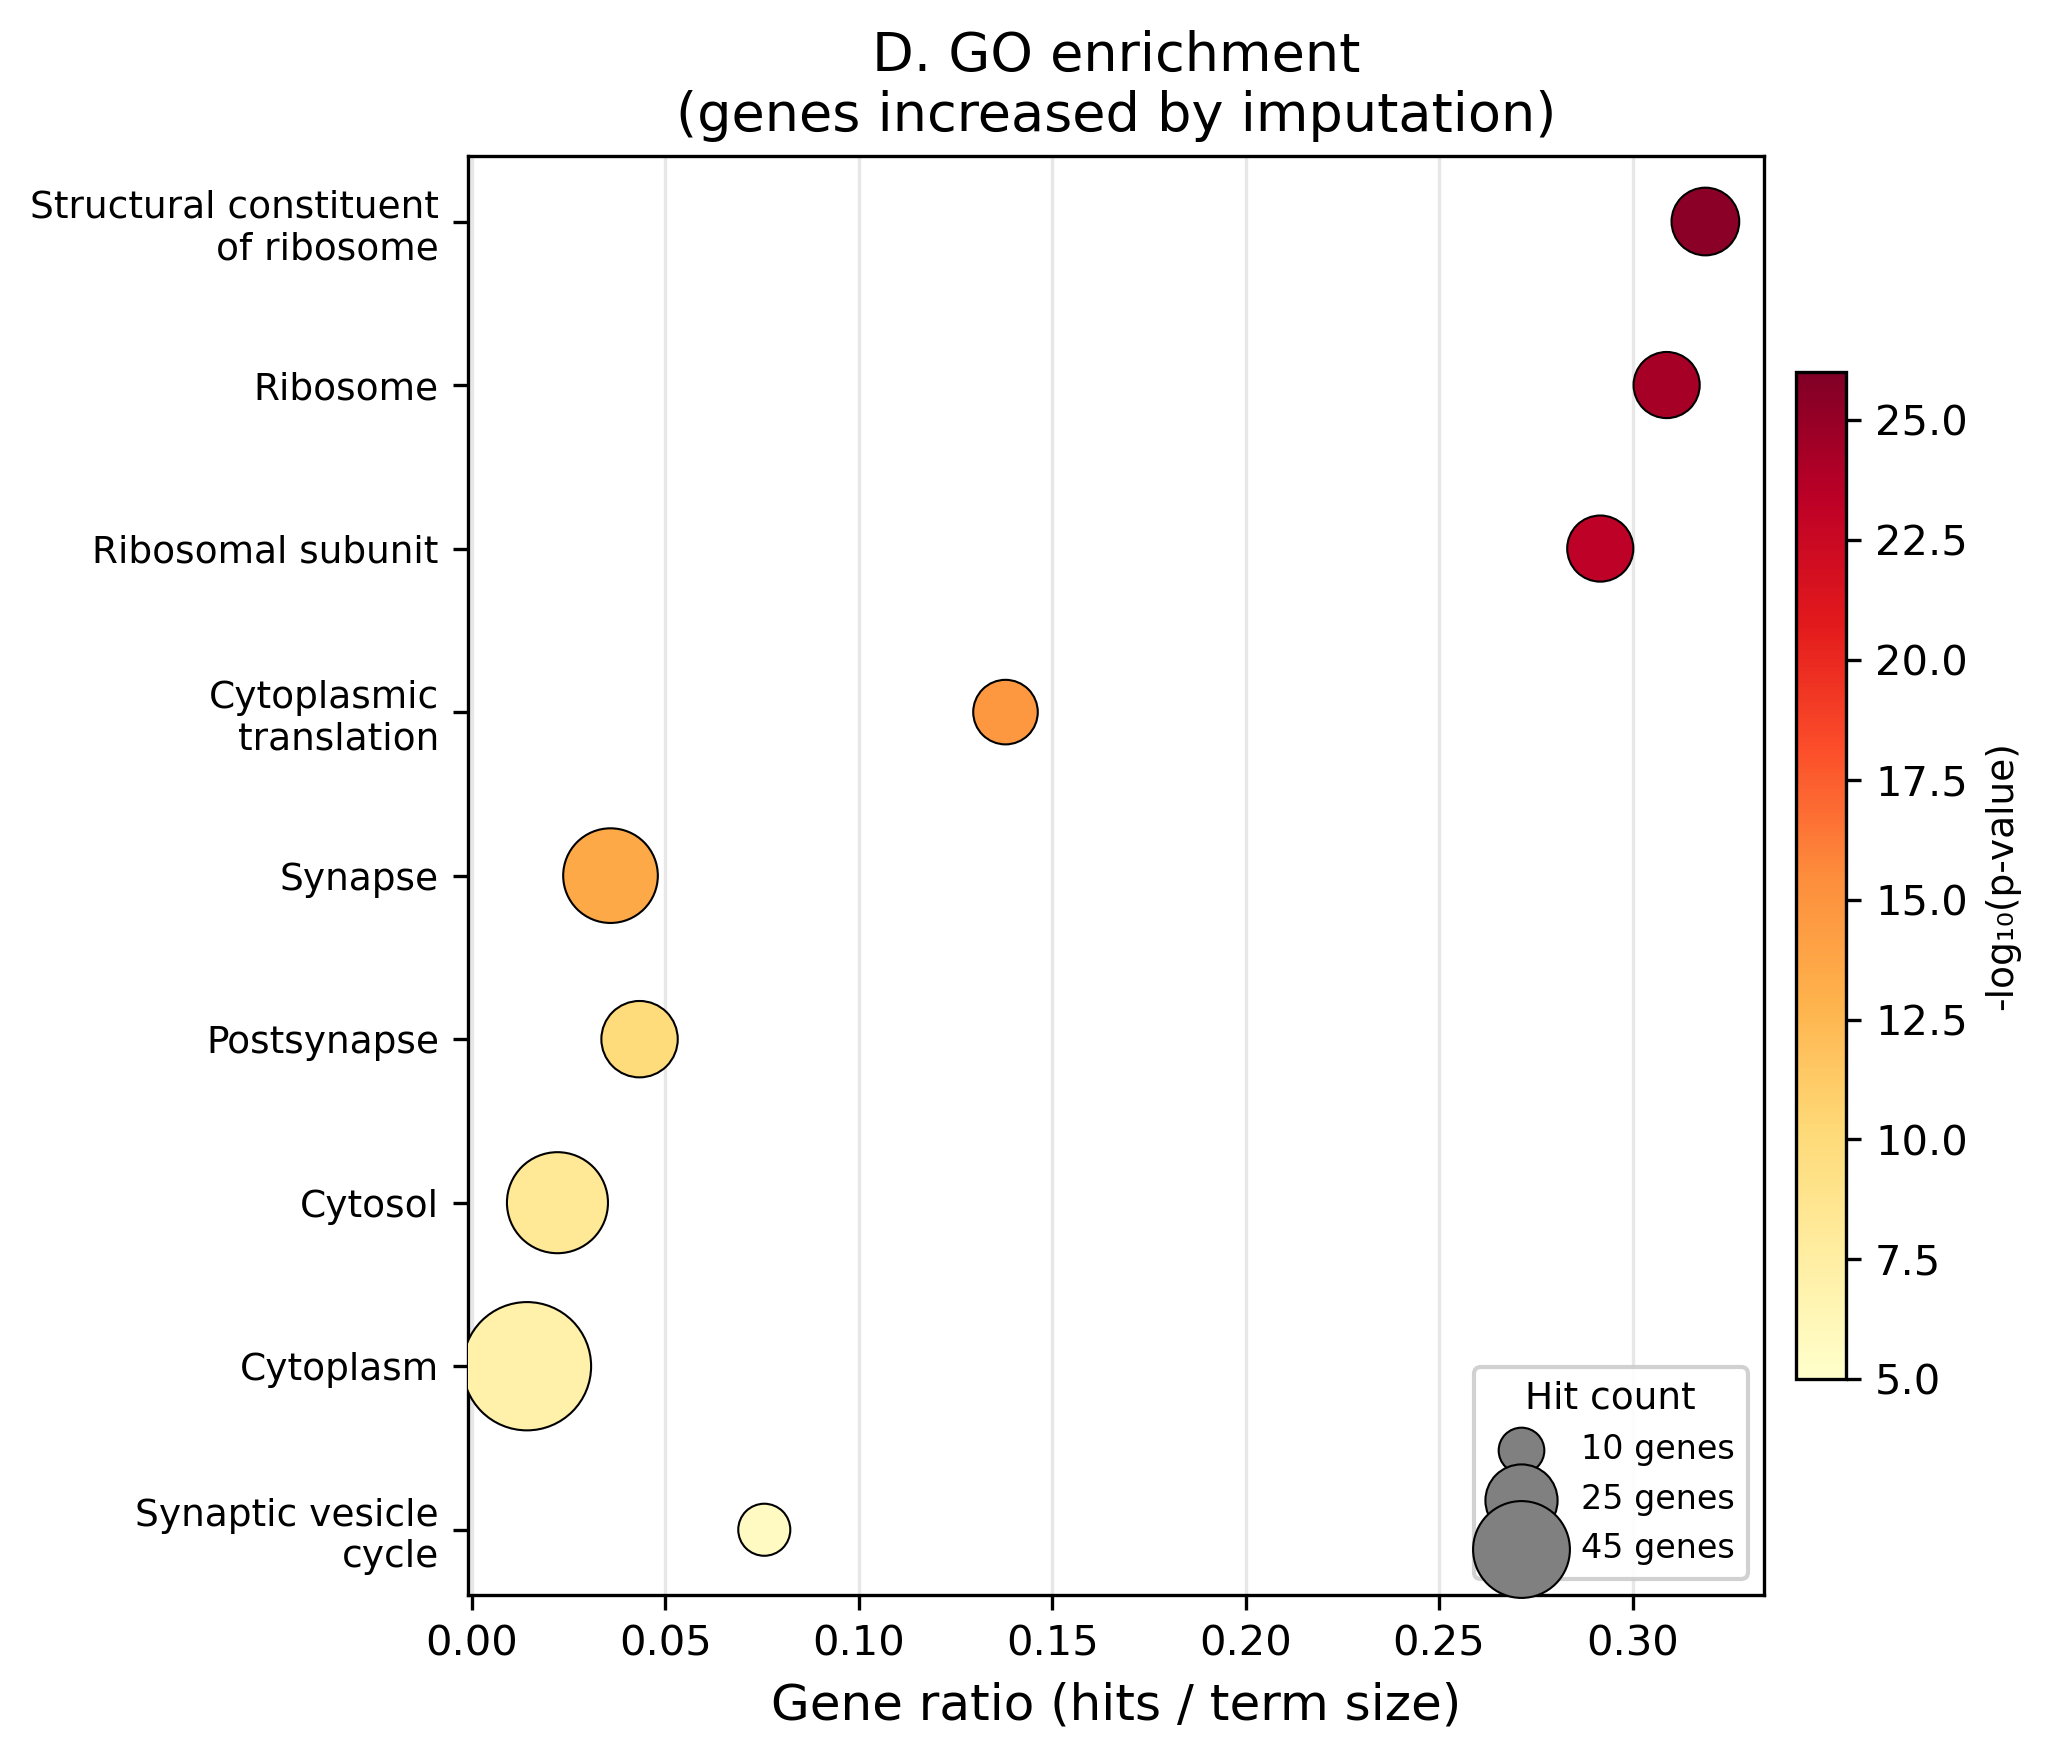 D. GO enrichment
(genes increased by imputation)
Structural constituent
of ribosome
Ribosome
Ribosomal subunit
Cytoplasmic
translation
Synapse
Postsynapse
Cytosol
Cytoplasm
Synaptic vesicle
cycle
0.00 0.05 0.10 0.15 0.20 0.25 0.30
Gene ratio (hits / term size)
Hit count
10 genes
25 genes
45 genes
25.0
22.5
20.0
17.5
15.0
12.5
10.0
7.5
5.0
-log₁₀(p-value)